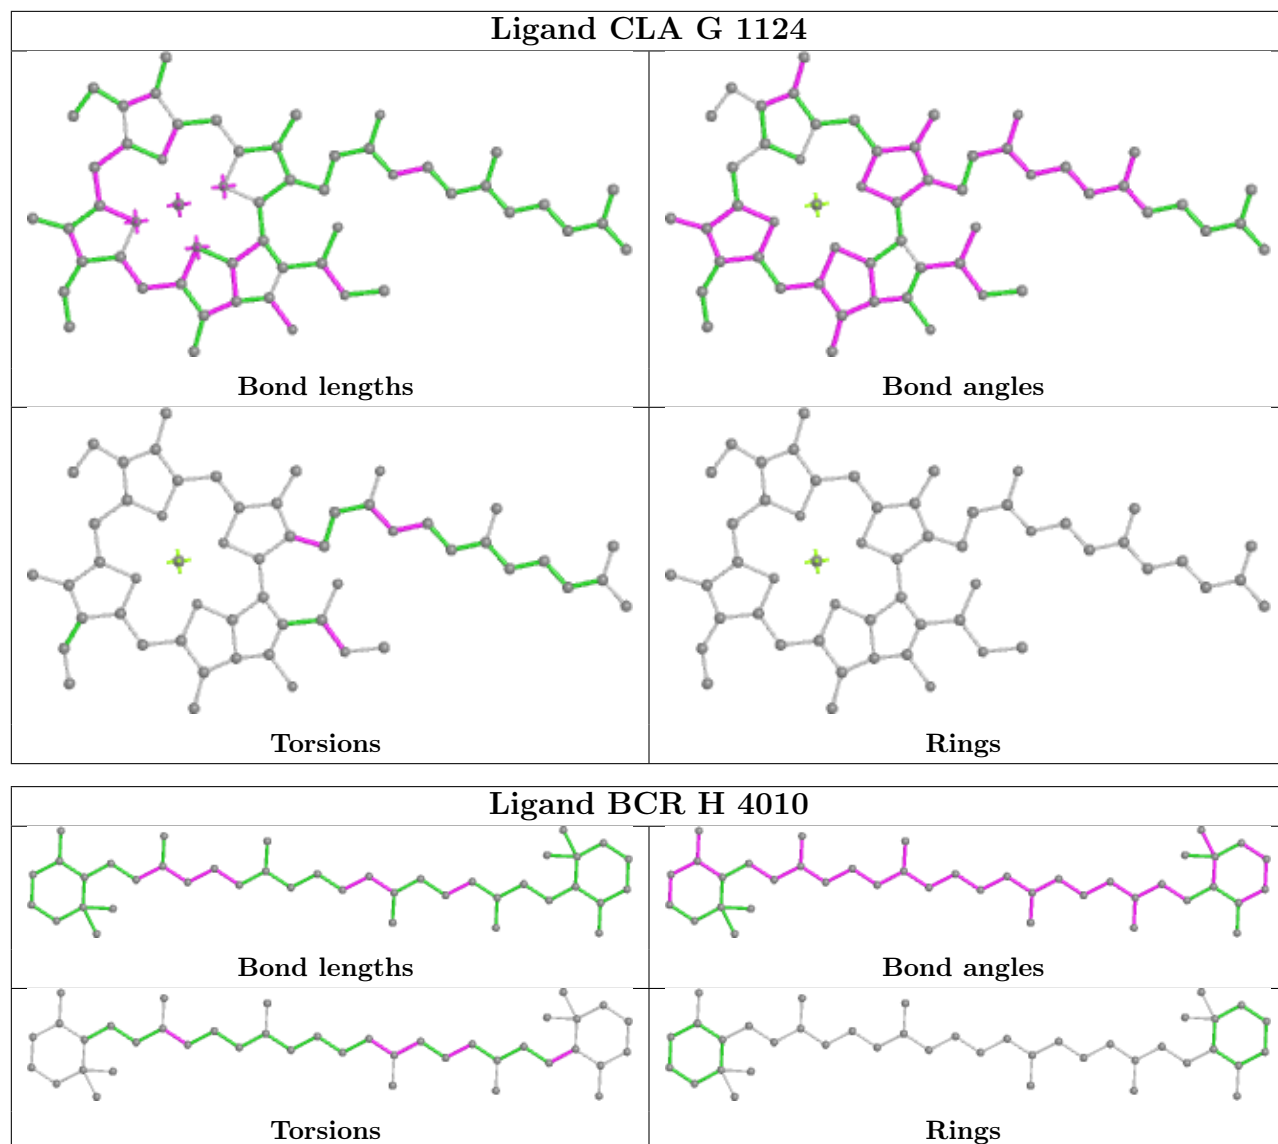 Ligand CLA G 1124
Bond lengths
Bond angles
Torsions
Rings
Ligand BCR H 4010
Bond lengths
Bond angles
Torsions
Rings